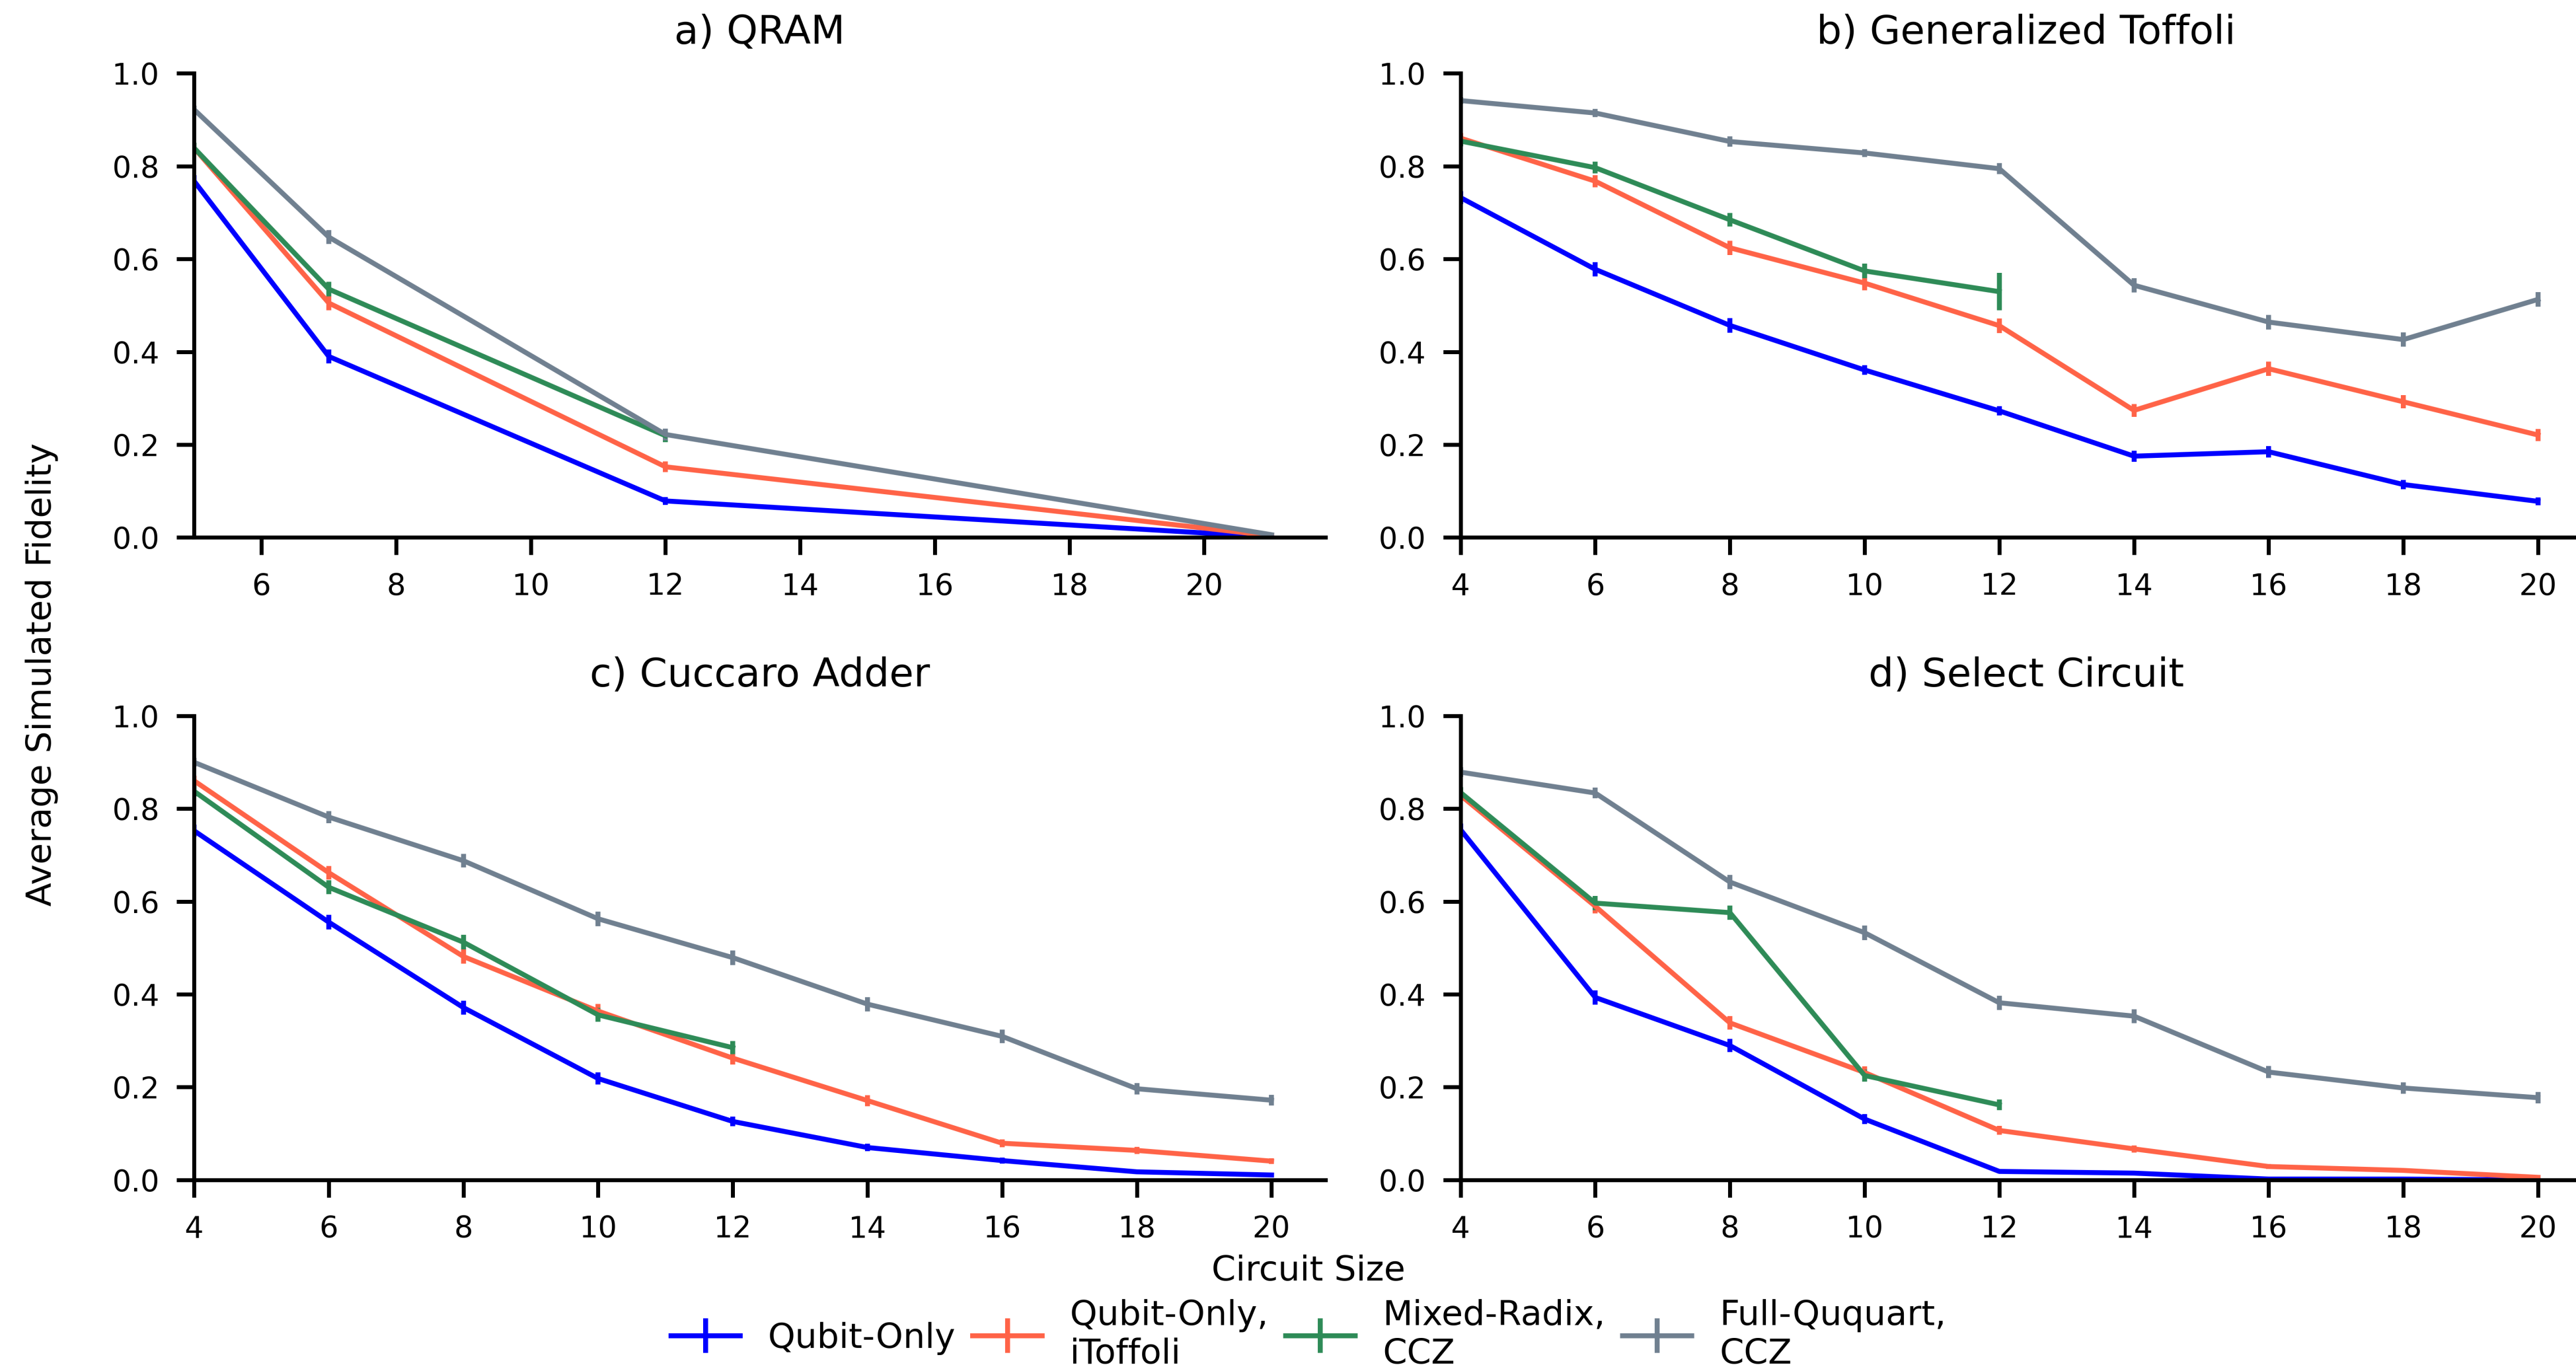 a) QRAM
1.0
0.8
0.6
0.4
0.2
0.0
6 8 10 12 14 16 18 20
b) Generalized Toffoli
1.0
0.8
0.6
0.4
0.2
0.0
4 6 8 10 12 14 16 18 20
Average Simulated Fidelity
c) Cuccaro Adder
1.0
0.8
0.6
0.4
0.2
0.0
4 6 8 10 12 14 16 18 20
d) Select Circuit
1.0
0.8
0.6
0.4
0.2
0.0
4 6 8 10 12 14 16 18 20
Circuit Size
Qubit-Only
Qubit-Only,
iToffoli
Mixed-Radix,
CCZ
Full-Ququart,
CCZ